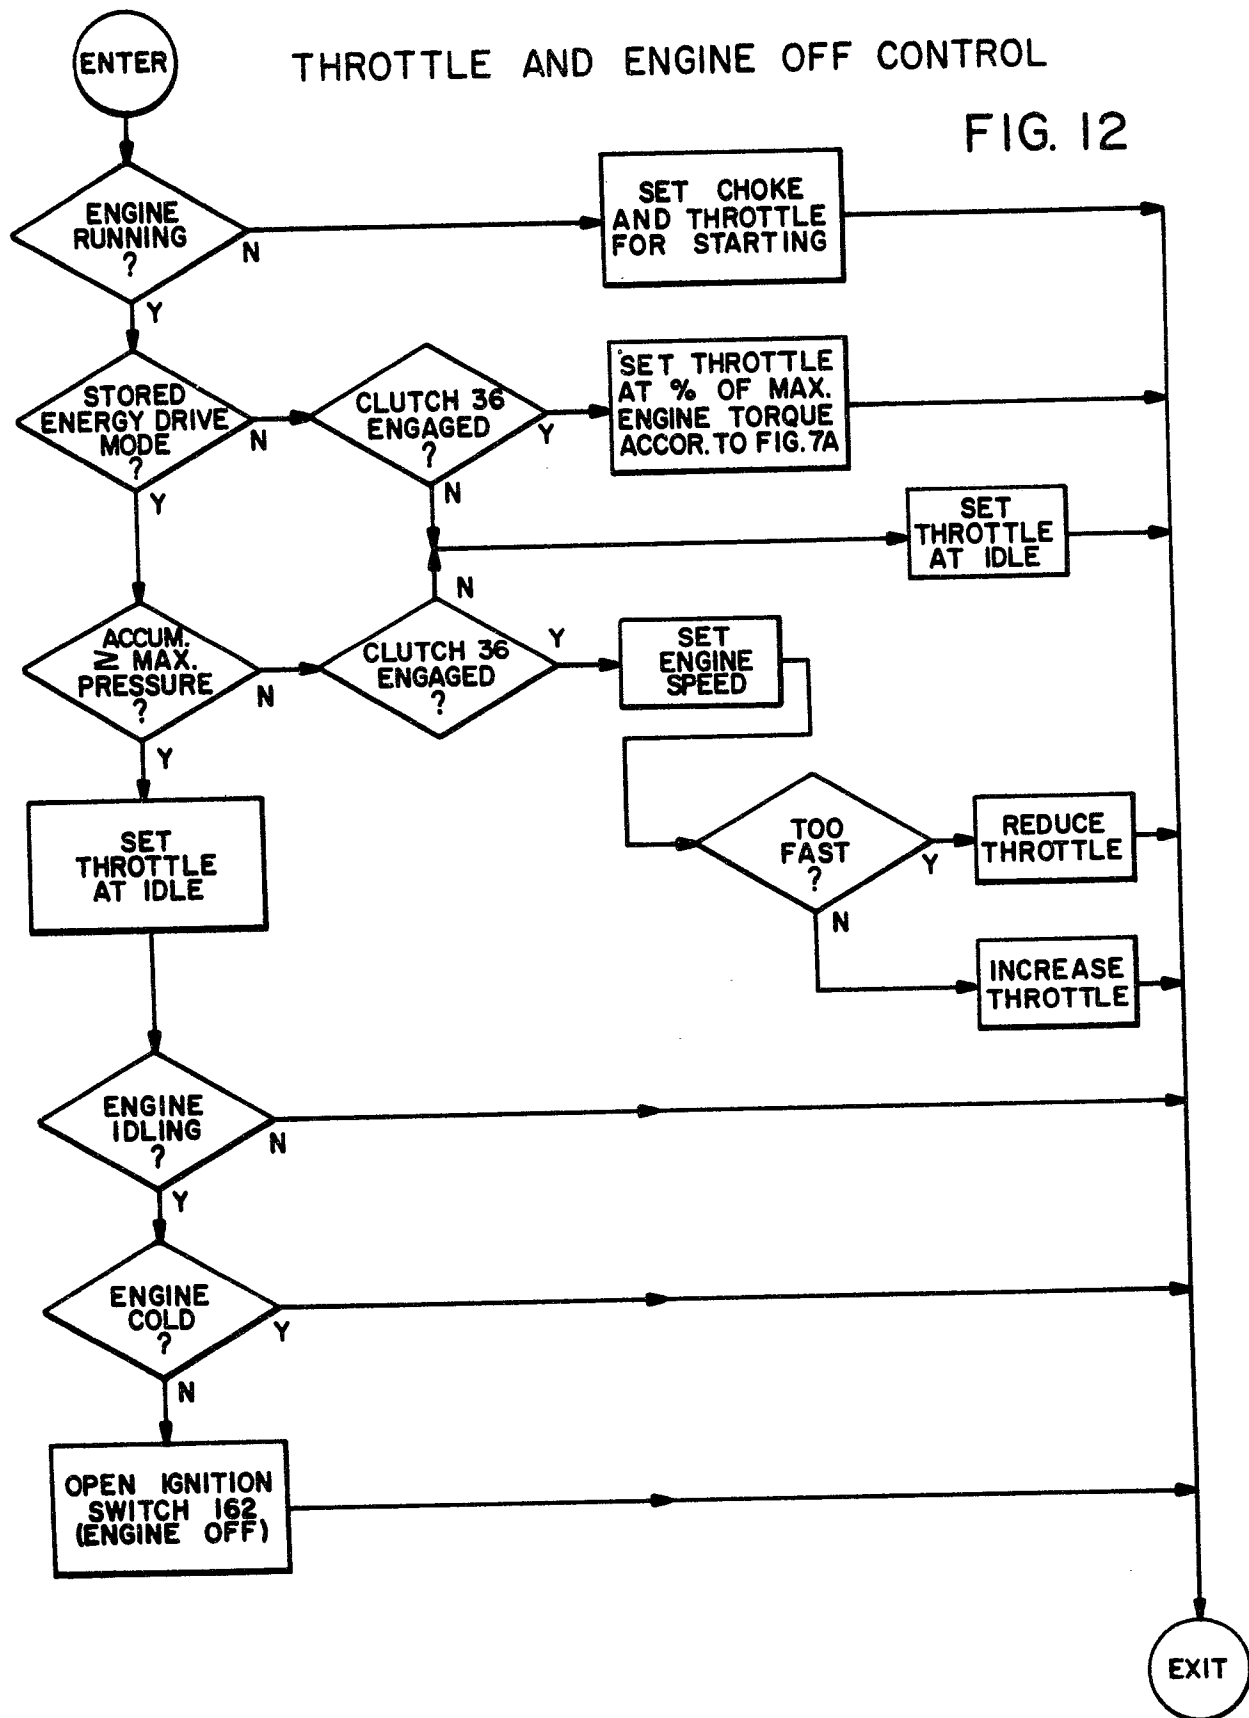 ENTER
THROTTLE AND ENGINE OFF CONTROL
FIG. 12
ENGINE
RUNNING
?
N
Y
SET CHOKE
AND THROTTLE
FOR STARTING
STORED
ENERGY DRIVE
MODE
?
N
Y
CLUTCH 36
ENGAGED
?
Y
N
SET THROTTLE
AT % OF MAX.
ENGINE TORQUE
ACCOR. TO FIG. 7A
SET
THROTTLE
AT IDLE
ACCUM.
≥ MAX.
PRESSURE
?
N
Y
N
CLUTCH 36
ENGAGED
?
Y
SET
ENGINE
SPEED
SET
THROTTLE
AT IDLE
TOO
FAST
?
Y
N
REDUCE
THROTTLE
INCREASE
THROTTLE
ENGINE
IDLING
?
N
Y
ENGINE
COLD
?
Y
N
OPEN IGNITION
SWITCH 162
(ENGINE OFF)
EXIT